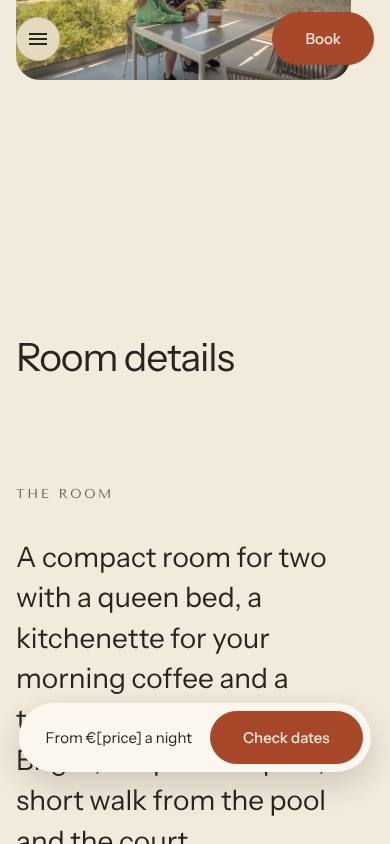 Book
Room details
THE ROOM
A compact room for two
with a queen bed, a
kitchenette for your
morning coffee and a
From €[price] a night
Check dates
short walk from the pool
and the court